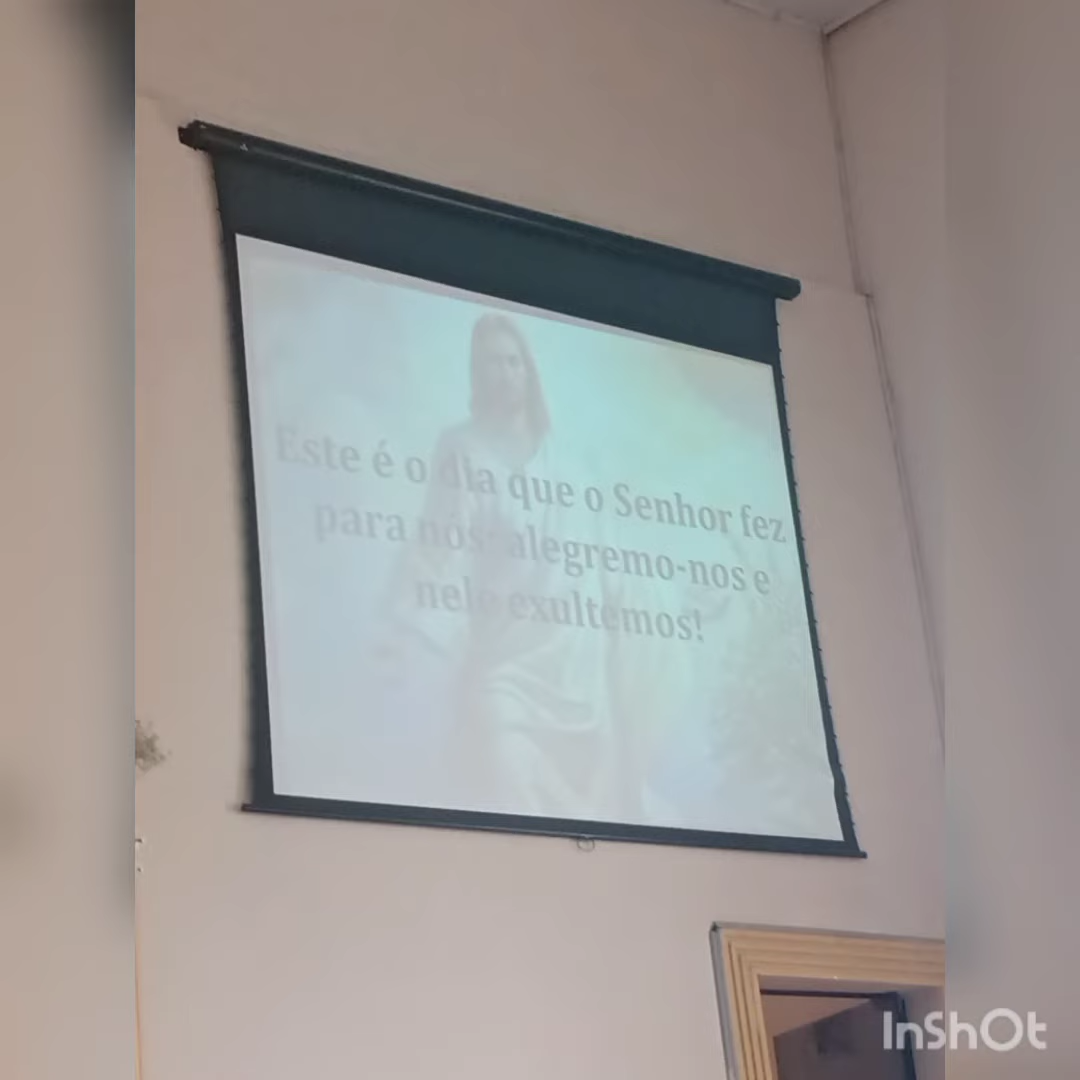 Este é o dia que o Senhor fez
para nós: alegremo-nos e
nele exultemos!
InShOt